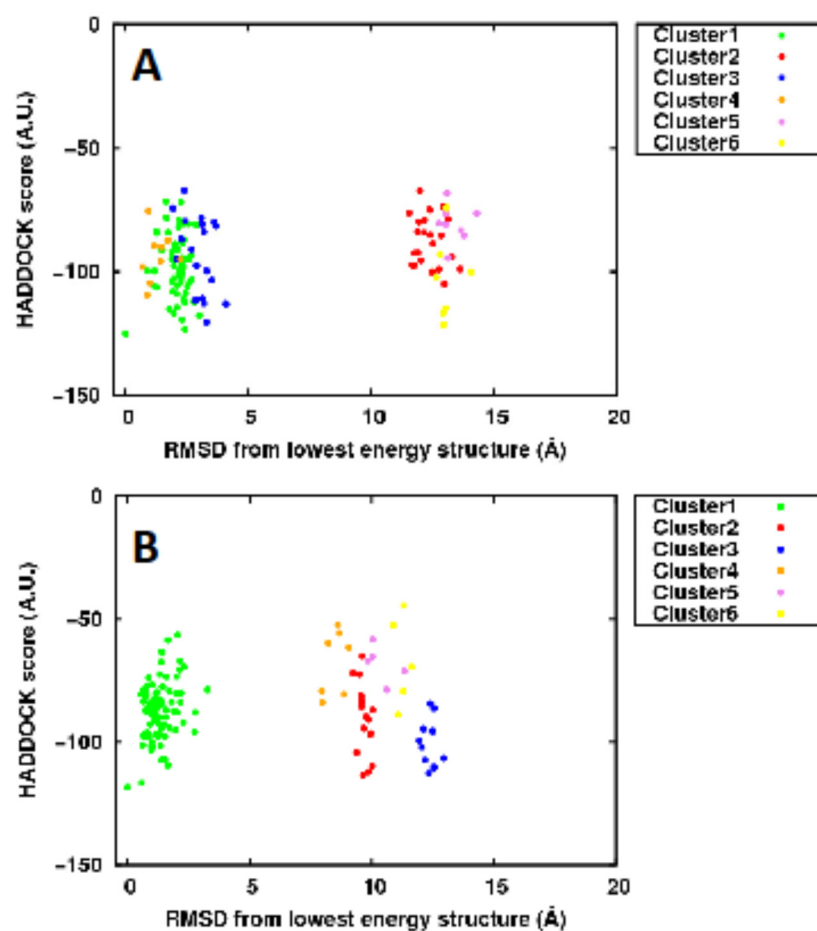 A
HADDOCK score (A.U.)
0
−50
−100
−150
0 5 10 15 20
RMSD from lowest energy structure (Å)
Cluster1
Cluster2
Cluster3
Cluster4
Cluster5
Cluster6
B
HADDOCK score (A.U.)
0
−50
−100
−150
0 5 10 15 20
RMSD from lowest energy structure (Å)
Cluster1
Cluster2
Cluster3
Cluster4
Cluster5
Cluster6